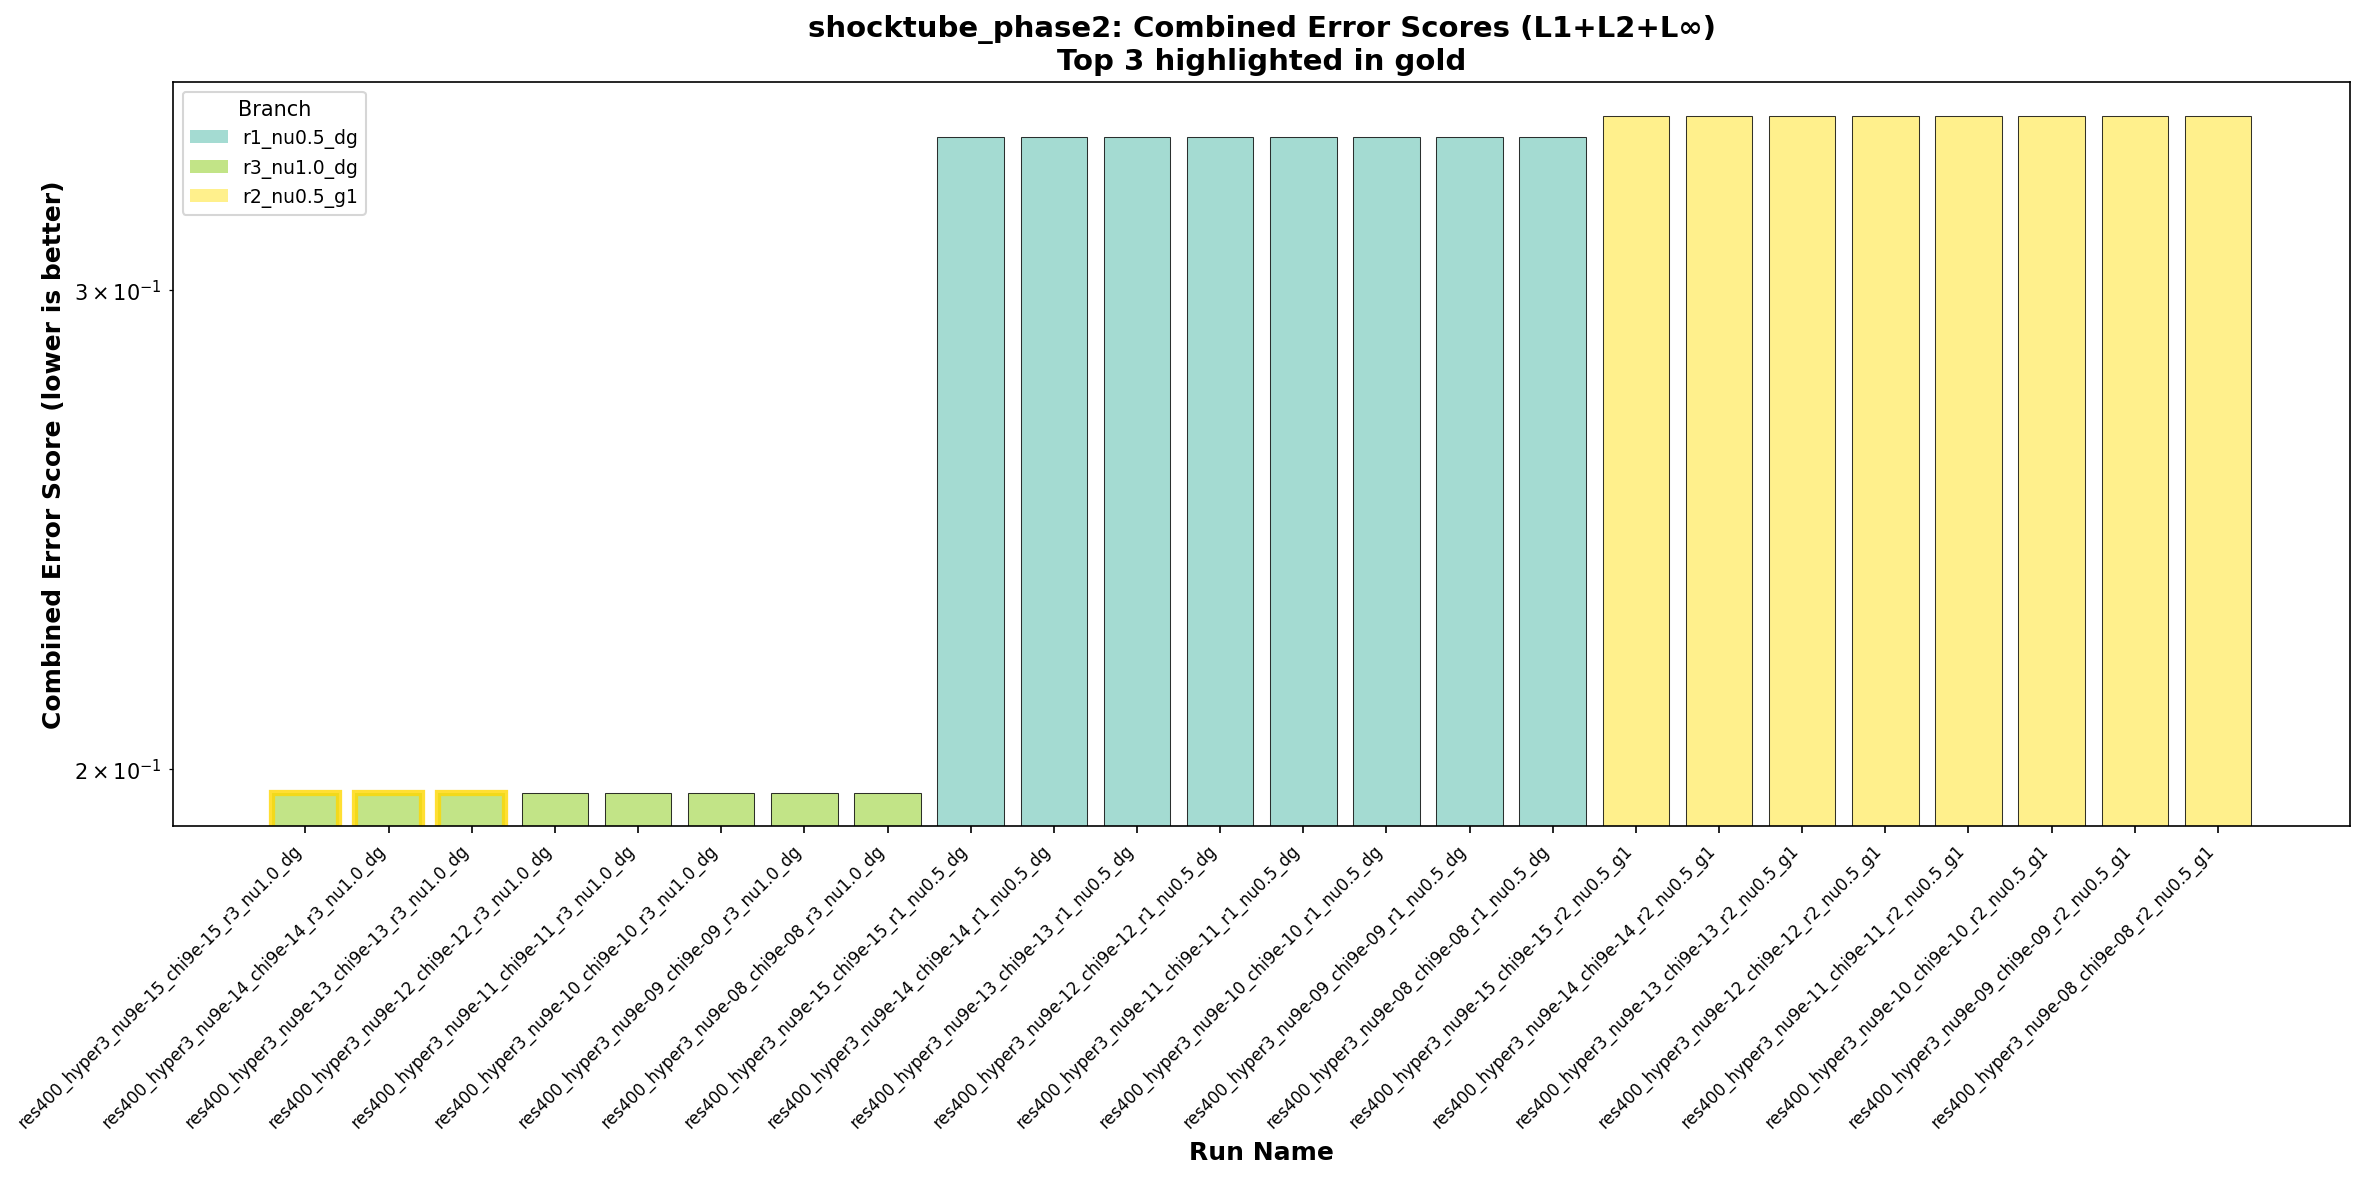 shocktube_phase2: Combined Error Scores (L1+L2+L∞)
Top 3 highlighted in gold
Branch
r1_nu0.5_dg
r3_nu1.0_dg
r2_nu0.5_g1
Combined Error Score (lower is better)
3 × 10⁻¹
2 × 10⁻¹
res400_hyper3_nu9e-15_chi9e-15_r3_nu1.0_dg
res400_hyper3_nu9e-14_chi9e-14_r3_nu1.0_dg
res400_hyper3_nu9e-13_chi9e-13_r3_nu1.0_dg
res400_hyper3_nu9e-12_chi9e-12_r3_nu1.0_dg
res400_hyper3_nu9e-11_chi9e-11_r3_nu1.0_dg
res400_hyper3_nu9e-10_chi9e-10_r3_nu1.0_dg
res400_hyper3_nu9e-09_chi9e-09_r3_nu1.0_dg
res400_hyper3_nu9e-08_chi9e-08_r3_nu1.0_dg
res400_hyper3_nu9e-15_chi9e-15_r1_nu0.5_dg
res400_hyper3_nu9e-14_chi9e-14_r1_nu0.5_dg
res400_hyper3_nu9e-13_chi9e-13_r1_nu0.5_dg
res400_hyper3_nu9e-12_chi9e-12_r1_nu0.5_dg
res400_hyper3_nu9e-11_chi9e-11_r1_nu0.5_dg
res400_hyper3_nu9e-10_chi9e-10_r1_nu0.5_dg
res400_hyper3_nu9e-09_chi9e-09_r1_nu0.5_dg
res400_hyper3_nu9e-08_chi9e-08_r1_nu0.5_dg
res400_hyper3_nu9e-15_chi9e-15_r2_nu0.5_g1
res400_hyper3_nu9e-14_chi9e-14_r2_nu0.5_g1
res400_hyper3_nu9e-13_chi9e-13_r2_nu0.5_g1
res400_hyper3_nu9e-12_chi9e-12_r2_nu0.5_g1
res400_hyper3_nu9e-11_chi9e-11_r2_nu0.5_g1
res400_hyper3_nu9e-10_chi9e-10_r2_nu0.5_g1
res400_hyper3_nu9e-09_chi9e-09_r2_nu0.5_g1
res400_hyper3_nu9e-08_chi9e-08_r2_nu0.5_g1
Run Name